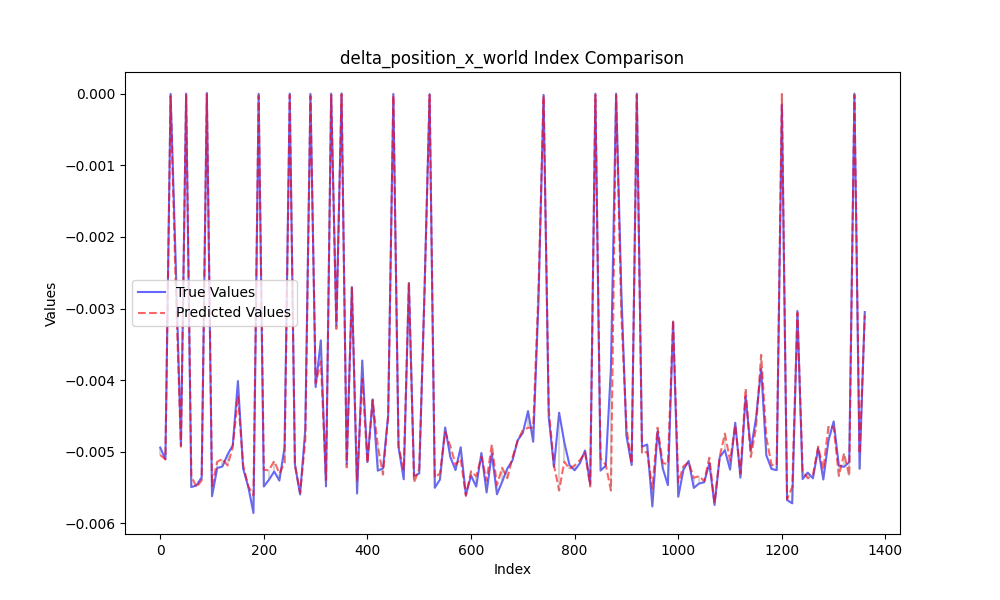 delta_position_x_world Index Comparison
0.000
−0.001
−0.002
−0.003
−0.004
−0.005
−0.006
Values
True Values
Predicted Values
0 200 400 600 800 1000 1200 1400
Index